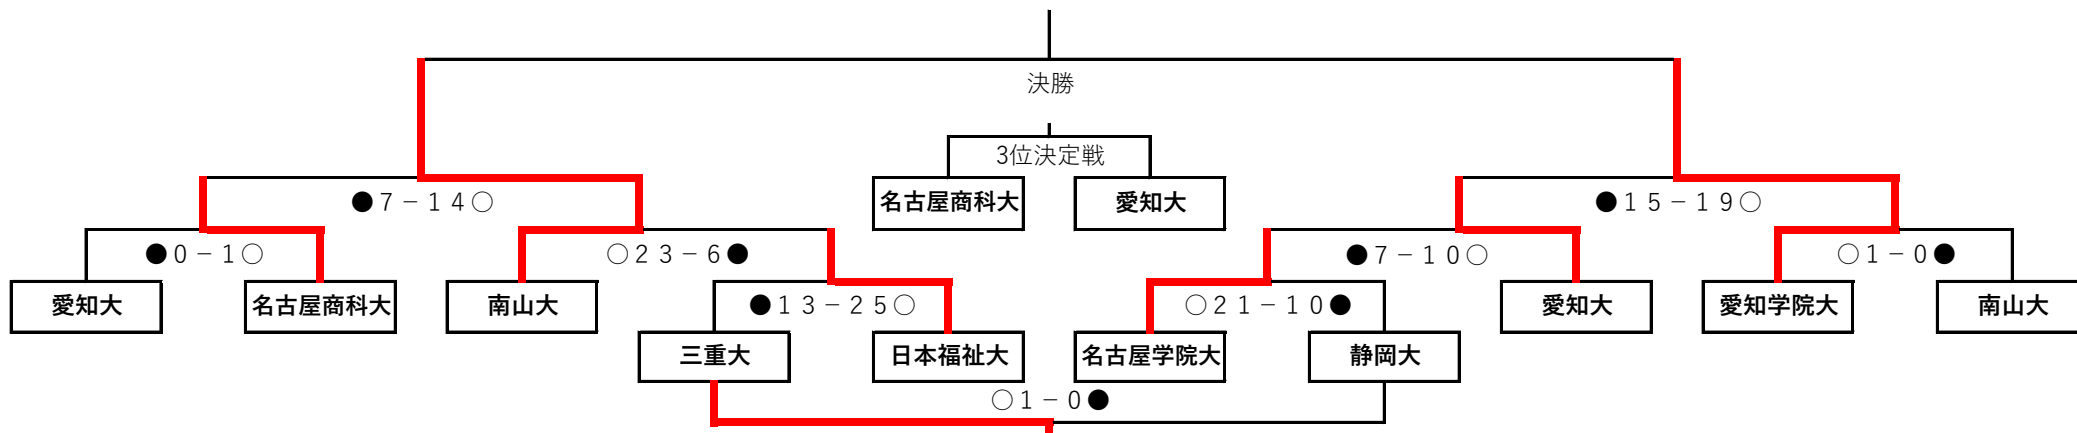 決勝
3位決定戦
名古屋商科大 愛知大
●７－１４○ ●１５－１９○
●０－１○ ○２３－６● ●７－１０○ ○１－０●
愛知大 名古屋商科大 南山大 ●１３－２５○ ○２１－１０● 愛知大 愛知学院大 南山大
三重大 日本福祉大 名古屋学院大 静岡大
○１－０●